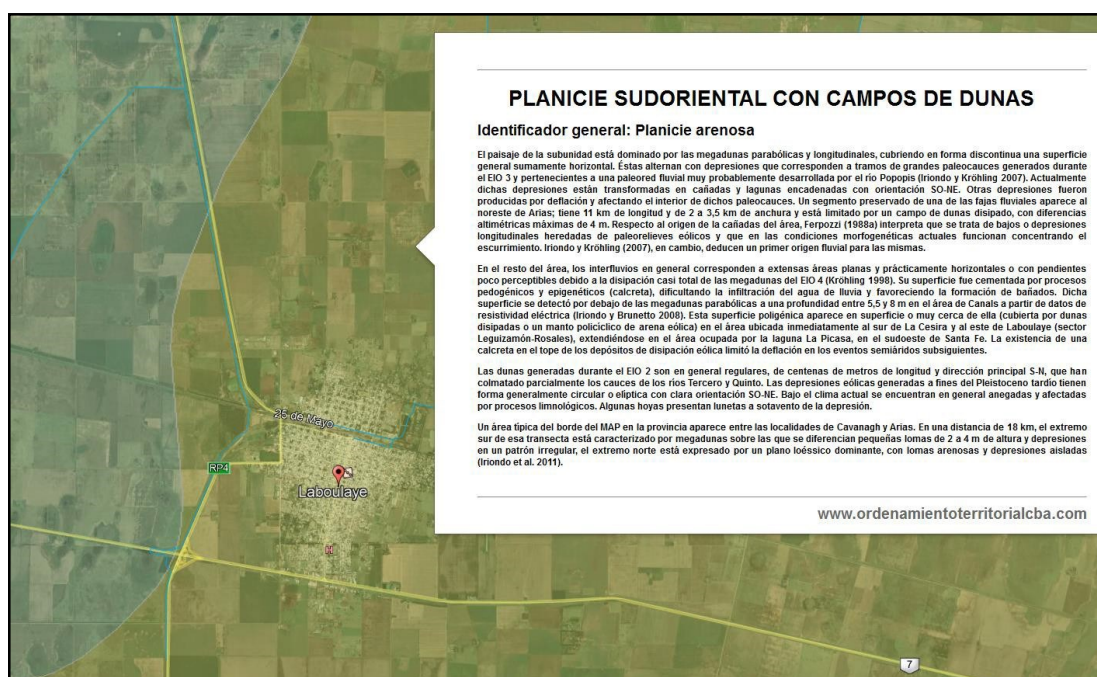 PLANICIE SUDORIENTAL CON CAMPOS DE DUNAS
Identificador general: Planicie arenosa
El paisaje de la subunidad está dominado por las megadunas parabólicas y longitudinales, cubriendo en forma discontinua una superficie
general sumamente horizontal. Éstas alternan con depresiones que corresponden a tramos de grandes paleocauces generados durante
el EIO 3 y pertenecientes a una paleored fluvial muy probablemente desarrollada por el río Popopis (Iriondo y Kröhling 2007). Actualmente
dichas depresiones están transformadas en cañadas y lagunas encadenadas con orientación SO-NE. Otras depresiones fueron
producidas por deflación y afectando el interior de dichos paleocauces. Un segmento preservado de una de las fajas fluviales aparece al
noreste de Arias; tiene 11 km de longitud y de 2 a 3,5 km de anchura y está limitado por un campo de dunas disipado, con diferencias
altimétricas máximas de 4 m. Respecto al origen de la cañadas del área, Ferpozzi (1988a) interpreta que se trata de bajos o depresiones
longitudinales heredadas de paleorelieves eólicos y que en las condiciones morfogenéticas actuales funcionan concentrando el
escurrimiento. Iriondo y Kröhling (2007), en cambio, deducen un primer origen fluvial para las mismas.
En el resto del área, los interfluvios en general corresponden a extensas áreas planas y prácticamente horizontales o con pendientes
poco perceptibles debido a la disipación casi total de las megadunas del EIO 4 (Kröhling 1998). Su superficie fue cementada por procesos
pedogénicos y epigenéticos (calcreta), dificultando la infiltración del agua de lluvia y favoreciendo la formación de bañados. Dicha
superficie se detectó por debajo de las megadunas parabólicas a una profundidad entre 5,5 y 8 m en el área de Canals a partir de datos de
resistividad eléctrica (Iriondo y Brunetto 2008). Esta superficie poligénica aparece en superficie o muy cerca de ella (cubierta por dunas
disipadas o un manto policíclico de arena eólica) en el área ubicada inmediatamente al sur de La Cesira y al este de Laboulaye (sector
Leguizamón-Rosales), extendiéndose en el área ocupada por la laguna La Picasa, en el sudoeste de Santa Fe. La existencia de una
calcreta en el tope de los depósitos de disipación eólica limitó la deflación en los eventos semiáridos subsiguientes.
Las dunas generadas durante el EIO 2 son en general regulares, de centenas de metros de longitud y dirección principal S-N, que han
colmatado parcialmente los cauces de los ríos Tercero y Quinto. Las depresiones eólicas generadas a fines del Pleistoceno tardío tienen
forma generalmente circular o elíptica con clara orientación SO-NE. Bajo el clima actual se encuentran en general anegadas y afectadas
por procesos limnológicos. Algunas hoyas presentan lunetas a sotavento de la depresión.
Un área típica del borde del MAP en la provincia aparece entre las localidades de Cavanagh y Arias. En una distancia de 18 km, el extremo
sur de esa transecta está caracterizado por megadunas sobre las que se diferencian pequeñas lomas de 2 a 4 m de altura y depresiones
en un patrón irregular, el extremo norte está expresado por un plano loéssico dominante, con lomas arenosas y depresiones aisladas
(Iriondo et al. 2011).
www.ordenamientoterritorialcba.com
25 de Mayo
RP4
Laboulaye
H
7